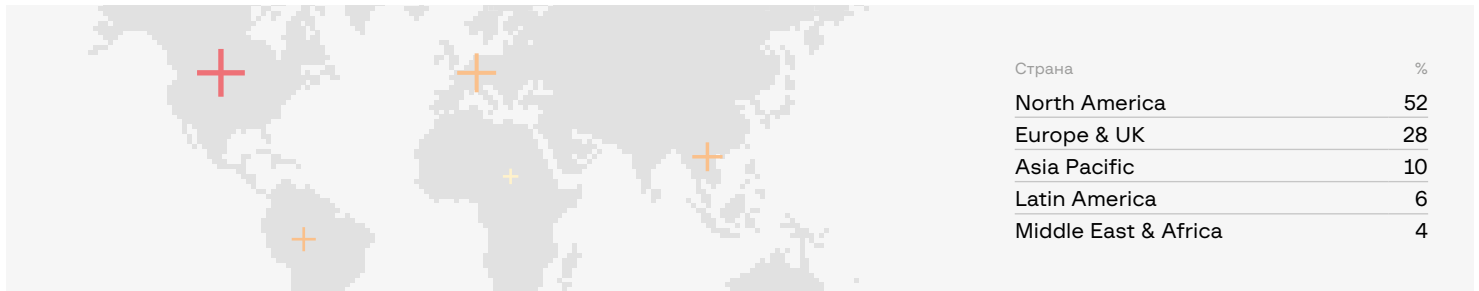 Страна %
North America 52
Europe & UK 28
Asia Pacific 10
Latin America 6
Middle East & Africa 4